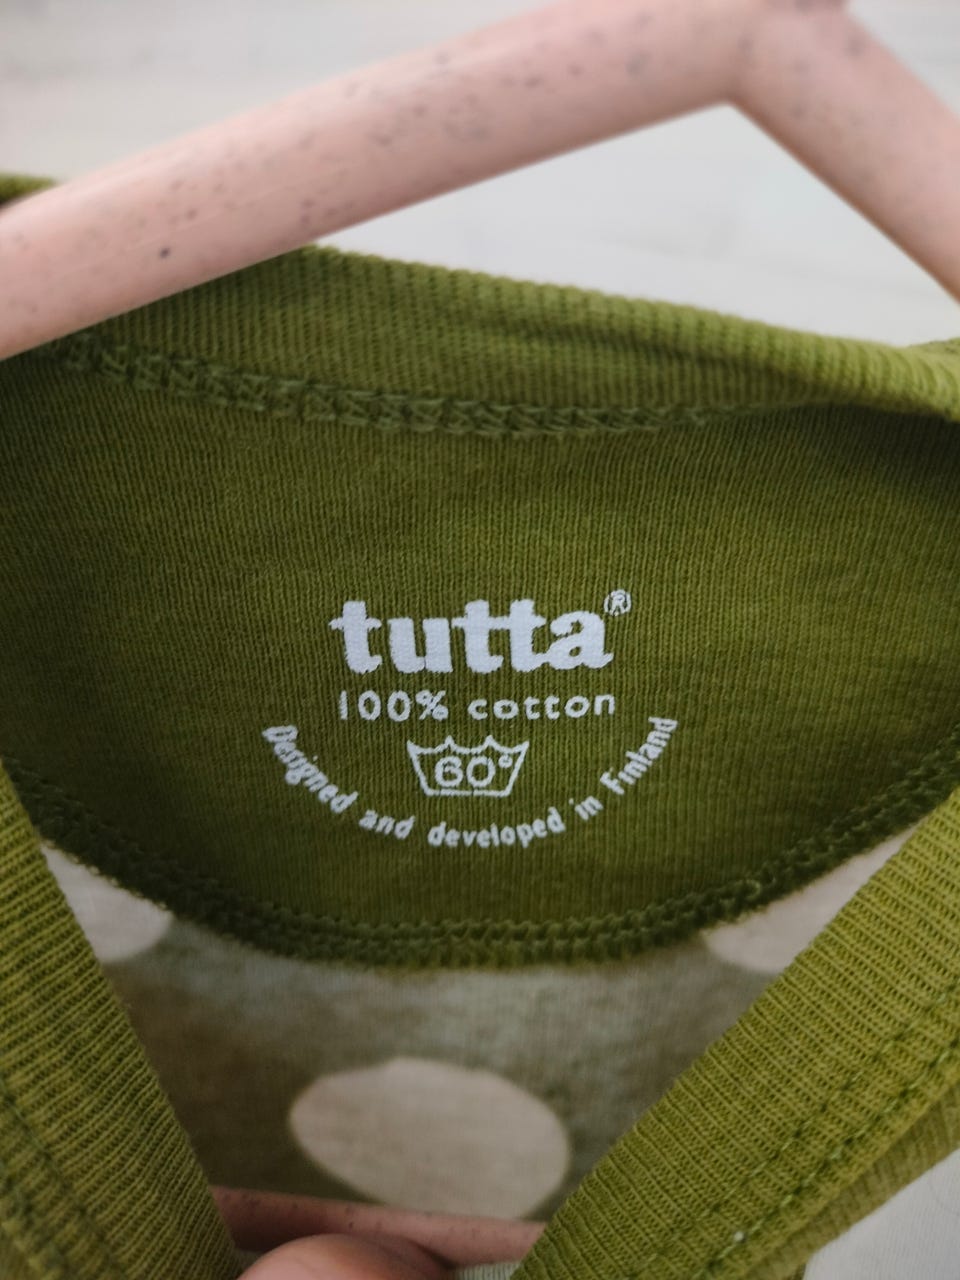 tutta®
100% cotton
60°
Designed and developed in Finland